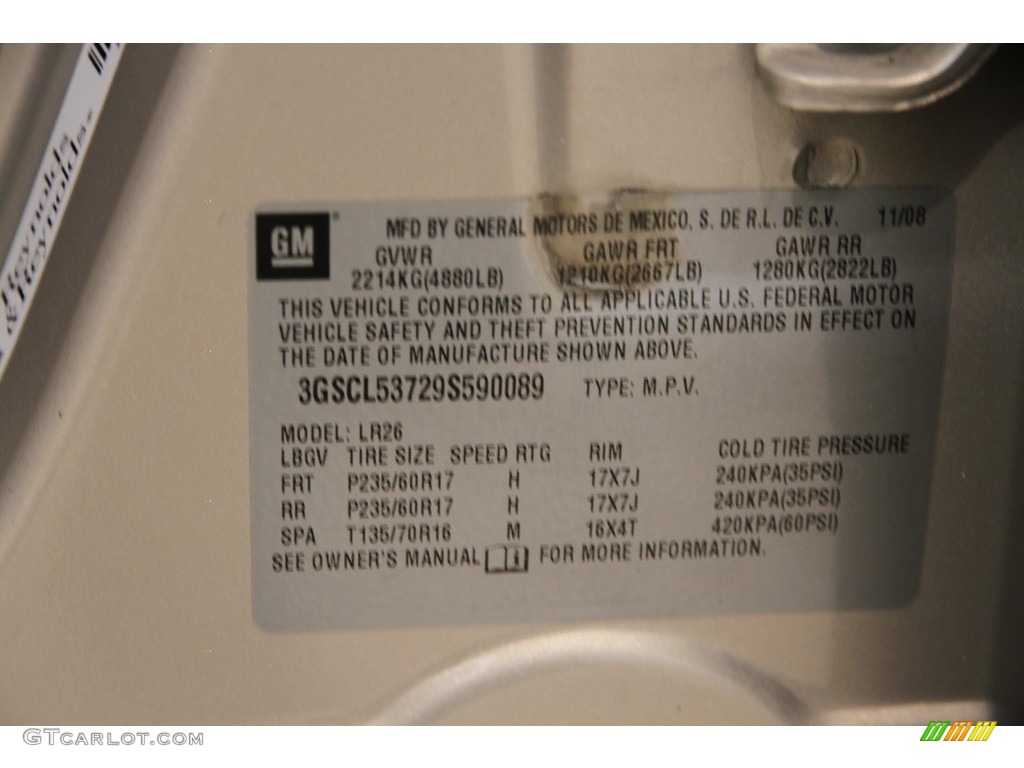 Reynolds
& Reynolds
GM
MFD BY GENERAL MOTORS DE MEXICO, S. DE R.L. DE C.V. 11/08
GVWR GAWR FRT GAWR RR
2214KG(4880LB) 1210KG(2667LB) 1280KG(2822LB)
THIS VEHICLE CONFORMS TO ALL APPLICABLE U.S. FEDERAL MOTOR
VEHICLE SAFETY AND THEFT PREVENTION STANDARDS IN EFFECT ON
THE DATE OF MANUFACTURE SHOWN ABOVE.
3GSCL53729S590089 TYPE: M.P.V.
MODEL: LR26
LBGV TIRE SIZE SPEED RTG RIM COLD TIRE PRESSURE
FRT P235/60R17 H 17X7J 240KPA(35PSI)
RR P235/60R17 H 17X7J 240KPA(35PSI)
SPA T135/70R16 M 16X4T 420KPA(60PSI)
SEE OWNER'S MANUAL FOR MORE INFORMATION.
GTcarlot.com